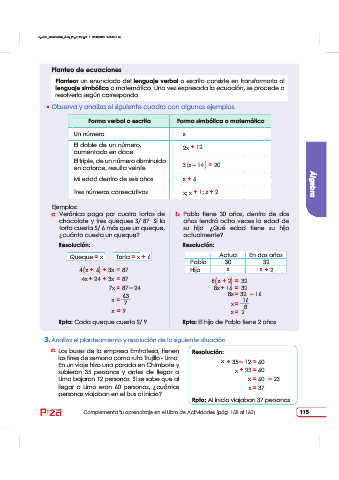 Planteo de ecuaciones
Plantear un enunciado del lenguaje verbal o escrito consiste en transformarlo al
lenguaje simbólico o matemático. Una vez expresada la ecuación, se procede a
resolverla según corresponda.
• Observa y analiza el siguiente cuadro con algunos ejemplos.
Forma verbal o escrita Forma simbólica o matemática
Un número x
El doble de un número, aumentado en doce 2x + 12
El triple, de un número disminuido en catorce, resulta veinte 3(x − 14) = 20
Mi edad dentro de seis años x + 6
Tres números consecutivos x; x + 1; x + 2
Ejemplos:
a. Verónica paga por cuatro tortas de
chocolate y tres queques S/ 87. Si la
torta cuesta S/ 6 más que un queque,
¿cuánto cuesta un queque?
Resolución:
Queque = x Torta = x + 6
4(x + 6) + 3x = 87
4x + 24 + 3x = 87
7x = 87 − 24
x = 63/7
x = 9
Rpta: Cada queque cuesta S/ 9
b. Pablo tiene 30 años, dentro de dos
años tendrá ocho veces la edad de
su hijo. ¿Qué edad tiene su hijo
actualmente?
Resolución:
Actual En dos años
Pablo 30 32
Hijo x x + 2
8(x + 2) = 32
8x + 16 = 32
8x = 32 − 16
x = 16/8
x = 2
Rpta: El hijo de Pablo tiene 2 años
Álgebra
3. Analiza el planteamiento y resolución de la siguiente situación
a. Los buses de la empresa Emtrafesa, tienen
los fines de semana como ruta Trujillo - Lima.
En un viaje hizo una parada en Chimbote y
subieron 35 personas y antes de llegar a
Lima bajaron 12 personas. Si se sabe que al
llegar a Lima eran 60 personas, ¿cuántas
personas viajaban en el bus al inicio?
Resolución:
x + 35 − 12 = 60
x + 23 = 60
x = 60 − 23
x = 37
Rpta: Al inicio viajaban 37 personas
Complementa tu aprendizaje en el Libro de Actividades (pág. 158 al 162)
115